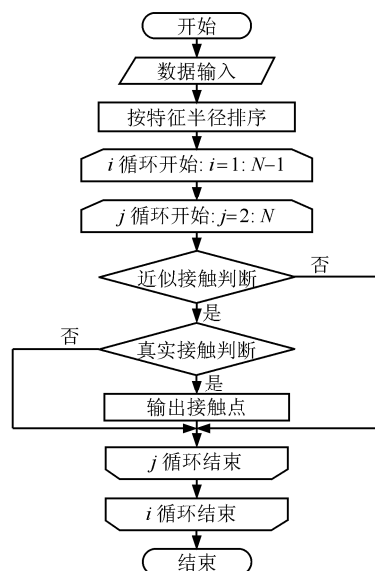 开始
数据输入
按特征半径排序
i 循环开始: i=1: N−1
j 循环开始: j=2: N
近似接触判断
否
是
否
真实接触判断
是
输出接触点
j 循环结束
i 循环结束
结束